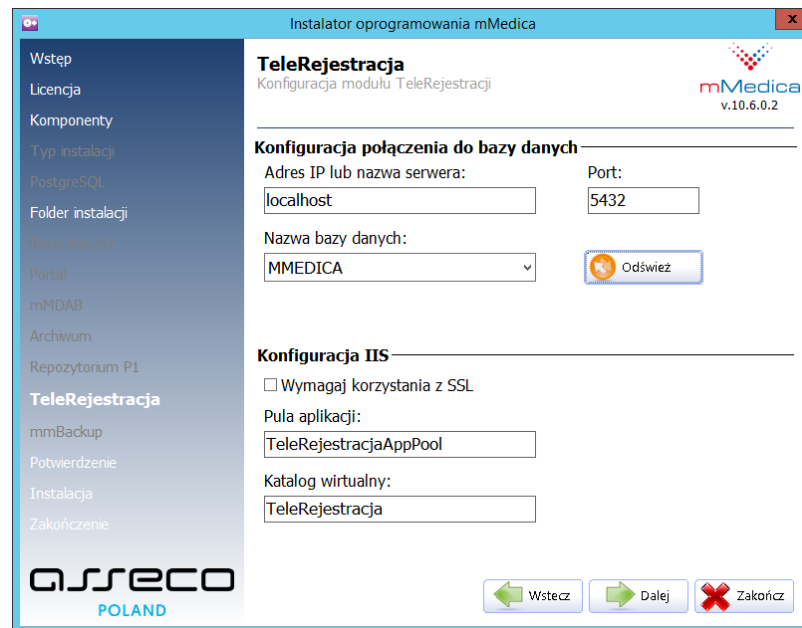 Instalator oprogramowania mMedica
x
Wstęp
Licencja
Komponenty
Typ instalacji
PostgreSQL
Folder instalacji
Portal
mMDAB
Archiwum
Repozytorium P1
TeleRejestracja
mmBackup
Potwierdzenie
Instalacja
Zakończenie
asseco
POLAND
TeleRejestracja
Konfiguracja modułu TeleRejestracji
mMedica
v.10.6.0.2
Konfiguracja połączenia do bazy danych
Adres IP lub nazwa serwera:
Port:
localhost
5432
Nazwa bazy danych:
MMEDICA
Odśwież
Konfiguracja IIS
Wymagaj korzystania z SSL
Pula aplikacji:
TeleRejestracjaAppPool
Katalog wirtualny:
TeleRejestracja
Wstecz
Dalej
Zakończ